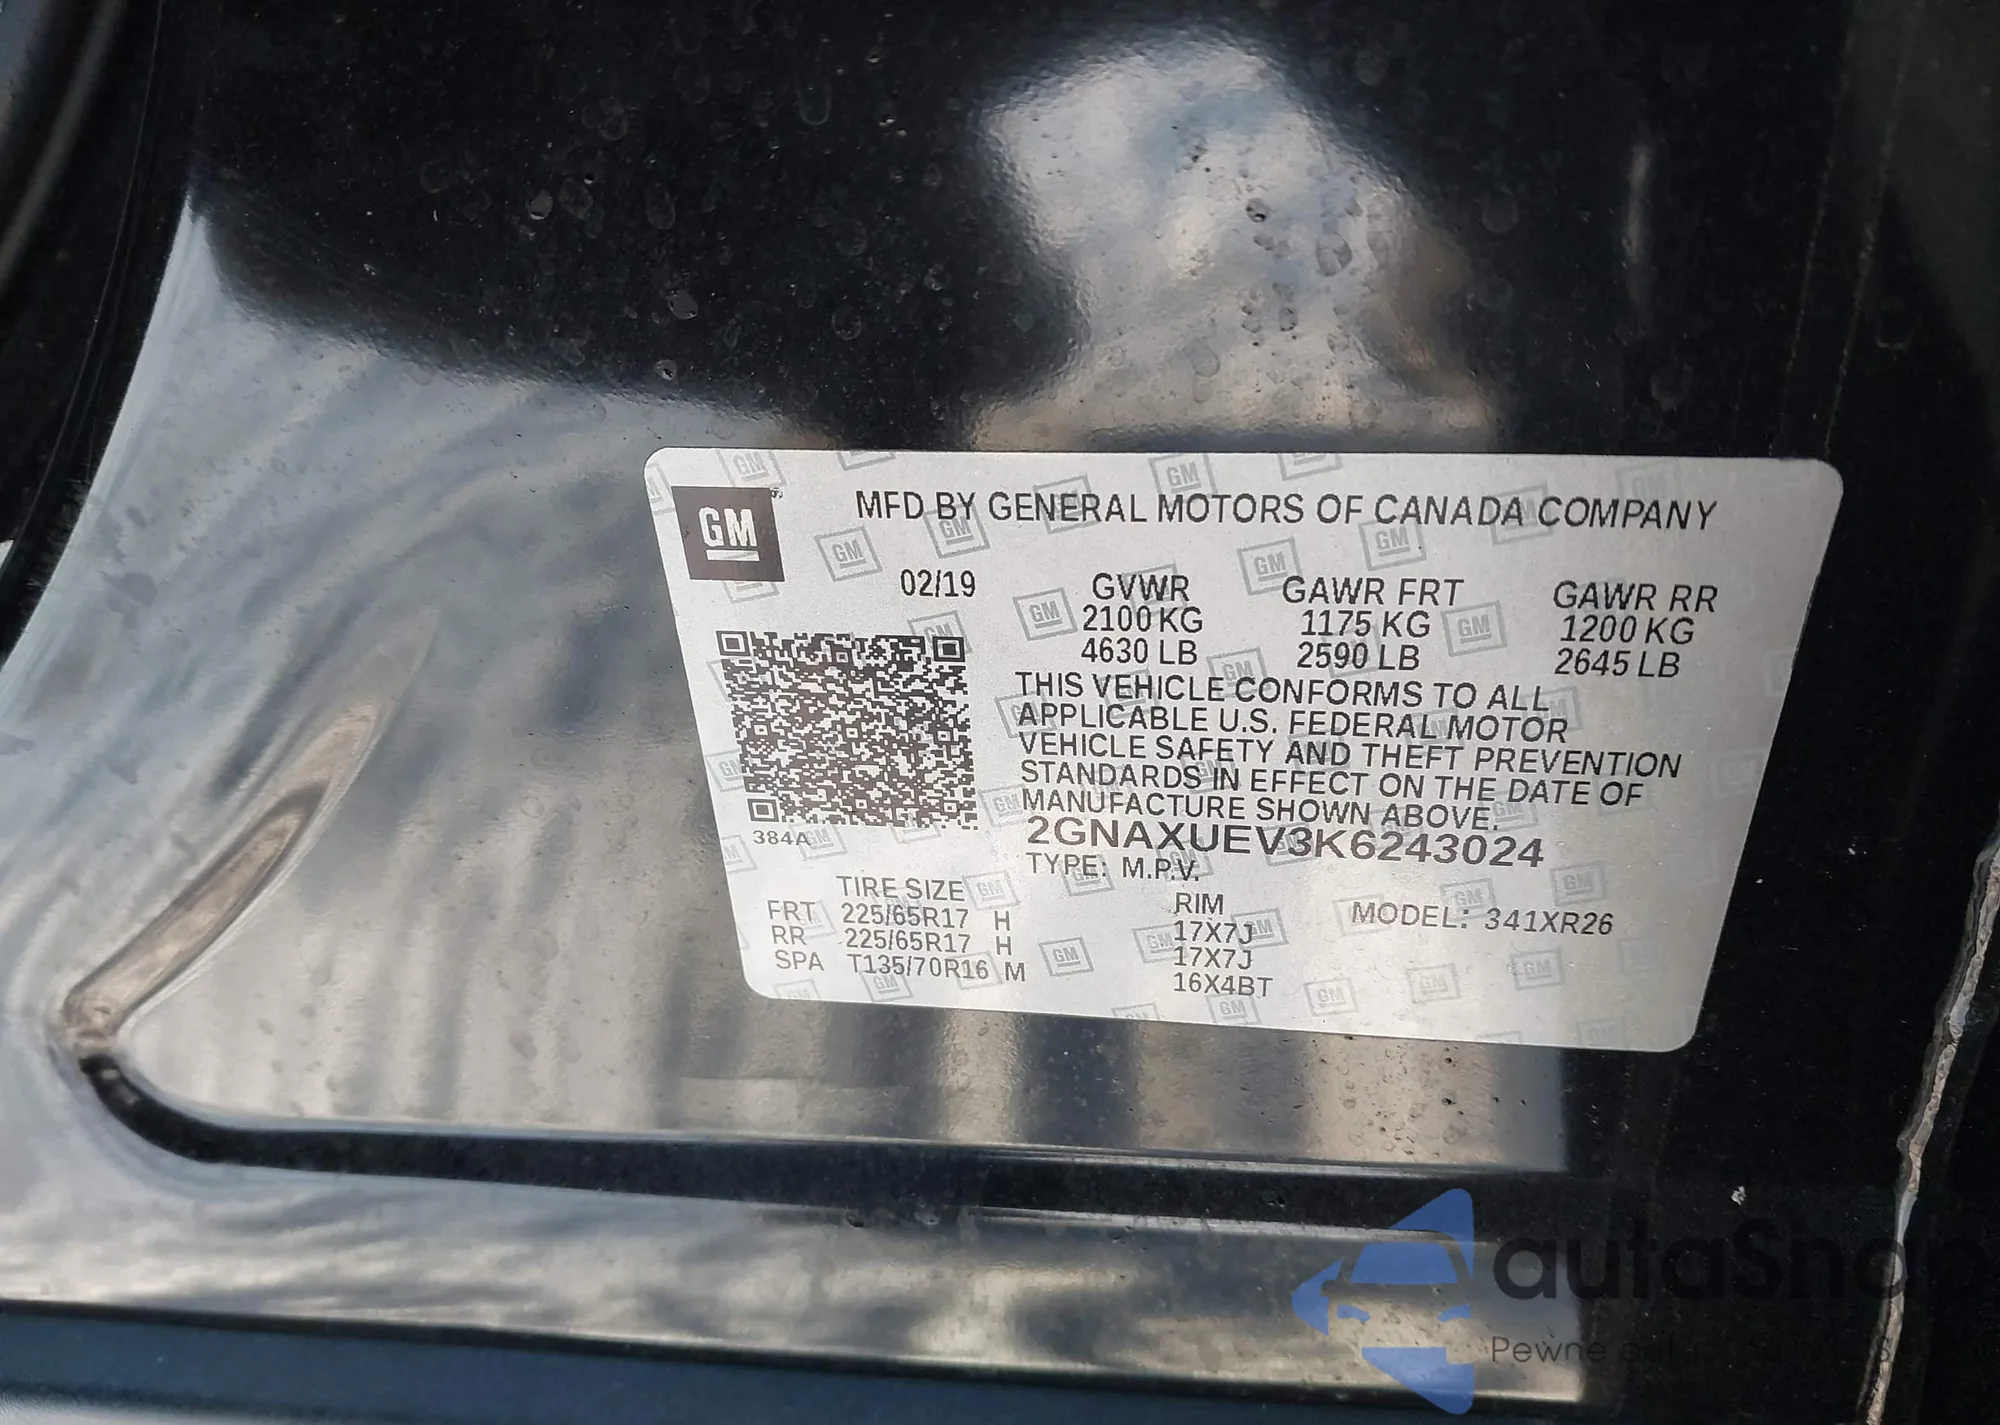 GM
MFD BY GENERAL MOTORS OF CANADA COMPANY
02/19 GVWR GAWR FRT GAWR RR
2100 KG 1175 KG 1200 KG
4630 LB 2590 LB 2645 LB
THIS VEHICLE CONFORMS TO ALL
APPLICABLE U.S. FEDERAL MOTOR
VEHICLE SAFETY AND THEFT PREVENTION
STANDARDS IN EFFECT ON THE DATE OF
MANUFACTURE SHOWN ABOVE.
384A 2GNAXUEV3K6243024
TYPE: M.P.V.
TIRE SIZE RIM MODEL: 341XR26
FRT 225/65R17 H 17X7J
RR 225/65R17 H 17X7J
SPA T135/70R16 M 16X4BT
autaSna
Pewne